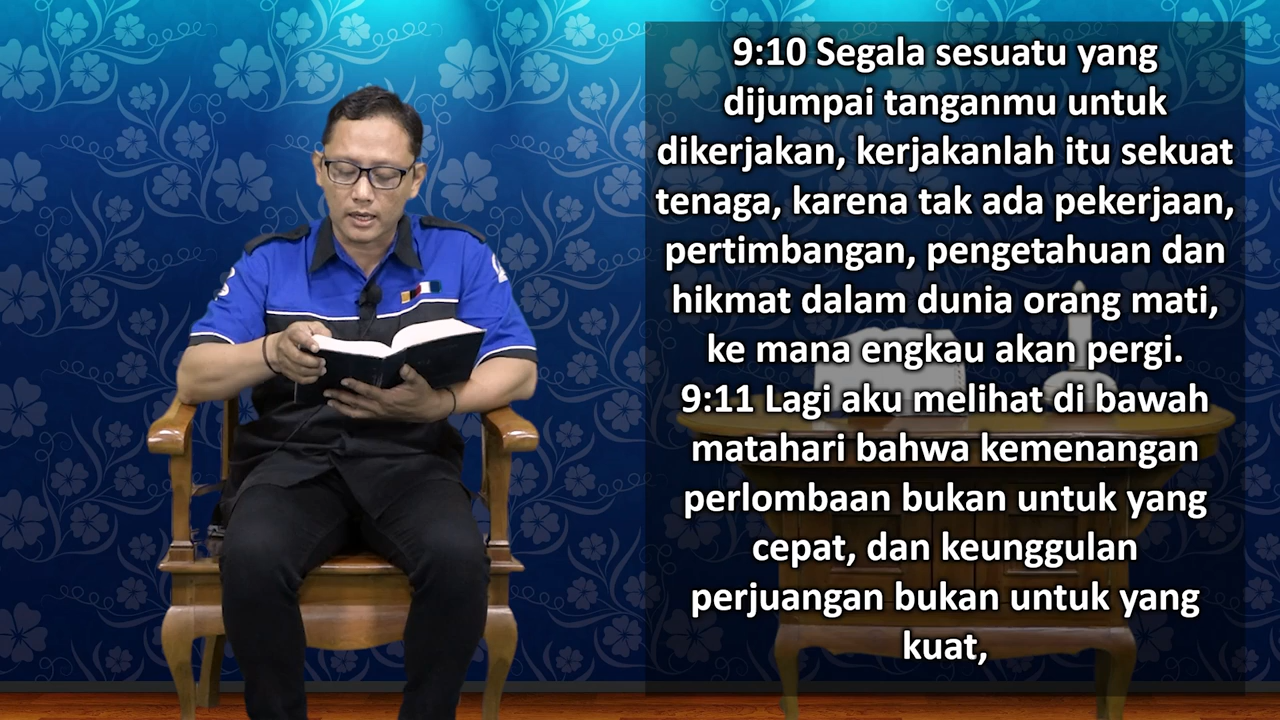 9:10 Segala sesuatu yang
dijumpai tanganmu untuk
dikerjakan, kerjakanlah itu sekuat
tenaga, karena tak ada pekerjaan,
pertimbangan, pengetahuan dan
hikmat dalam dunia orang mati,
ke mana engkau akan pergi.
9:11 Lagi aku melihat di bawah
matahari bahwa kemenangan
perlombaan bukan untuk yang
cepat, dan keunggulan
perjuangan bukan untuk yang
kuat,